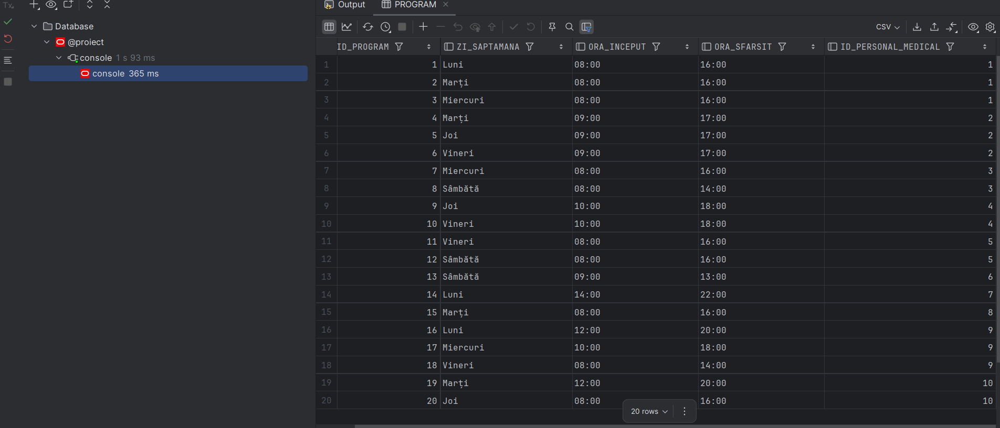 Tx
Output PROGRAM
Database
@proiect
console 1 s 93 ms
console 365 ms
CSV
ID_PROGRAM ZI_SAPTAMANA ORA_INCEPUT ORA_SFARSIT ID_PERSONAL_MEDICAL
1 1 Luni 08:00 16:00 1
2 2 Marți 08:00 16:00 1
3 3 Miercuri 08:00 16:00 1
4 4 Marți 09:00 17:00 2
5 5 Joi 09:00 17:00 2
6 6 Vineri 09:00 17:00 2
7 7 Miercuri 08:00 16:00 3
8 8 Sâmbătă 08:00 14:00 3
9 9 Joi 10:00 18:00 4
10 10 Vineri 10:00 18:00 4
11 11 Vineri 08:00 16:00 5
12 12 Sâmbătă 08:00 16:00 5
13 13 Sâmbătă 09:00 13:00 6
14 14 Luni 14:00 22:00 7
15 15 Marți 08:00 16:00 8
16 16 Luni 12:00 20:00 9
17 17 Miercuri 10:00 18:00 9
18 18 Vineri 08:00 14:00 9
19 19 Marți 12:00 20:00 10
20 20 Joi 08:00 16:00 10
20 rows